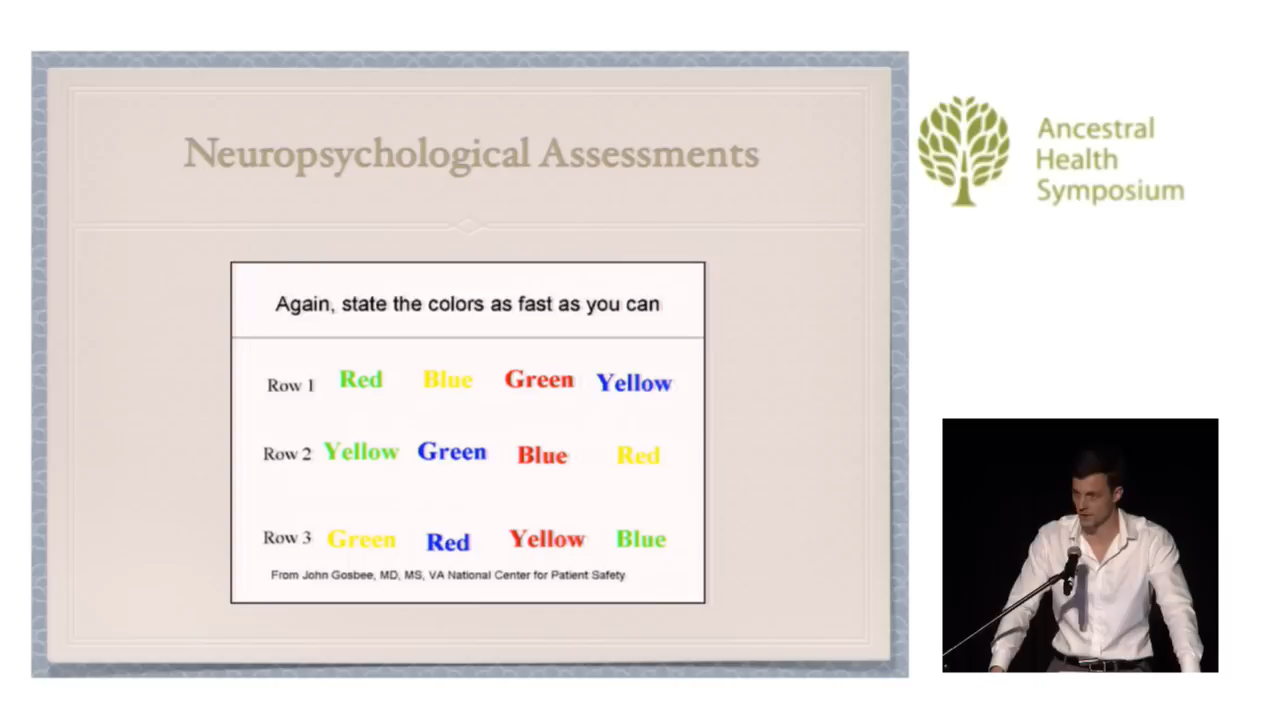 Neuropsychological Assessments
Ancestral
Health
Symposium
Again, state the colors as fast as you can
Row 1 Red Blue Green Yellow
Row 2 Yellow Green Blue Red
Row 3 Green Red Yellow Blue
From John Gosbee, MD, MS, VA National Center for Patient Safety